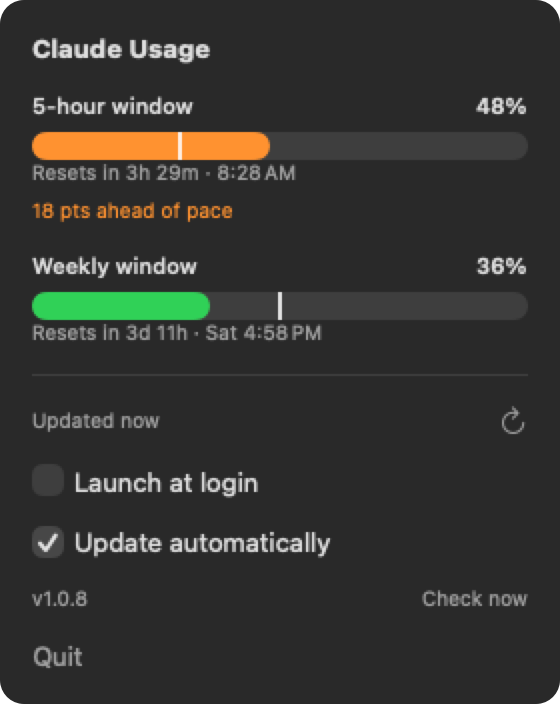 Claude Usage
5-hour window 48%
Resets in 3h 29m · 8:28 AM
18 pts ahead of pace
Weekly window 36%
Resets in 3d 11h · Sat 4:58 PM
Updated now
Launch at login
Update automatically
v1.0.8 Check now
Quit